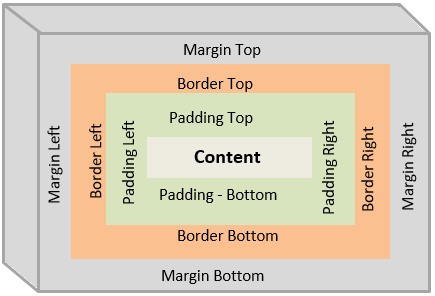 Margin Top
Border Top
Padding Top
Margin Left
Border Left
Padding Left
Content
Padding Right
Border Right
Margin Right
Padding - Bottom
Border Bottom
Margin Bottom